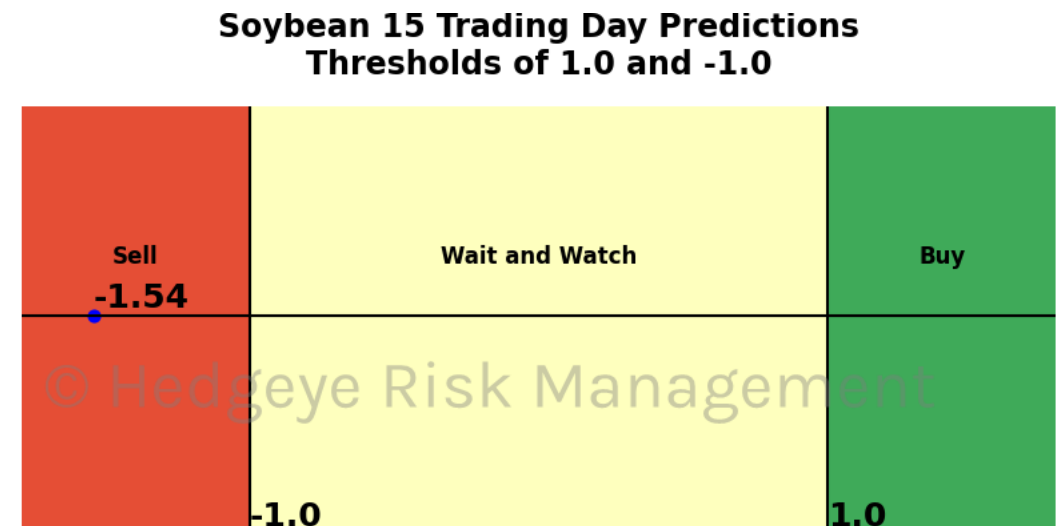 Soybean 15 Trading Day Predictions
Thresholds of 1.0 and -1.0
Sell Wait and Watch Buy
-1.54
© Hedgeye Risk Management
-1.0 1.0